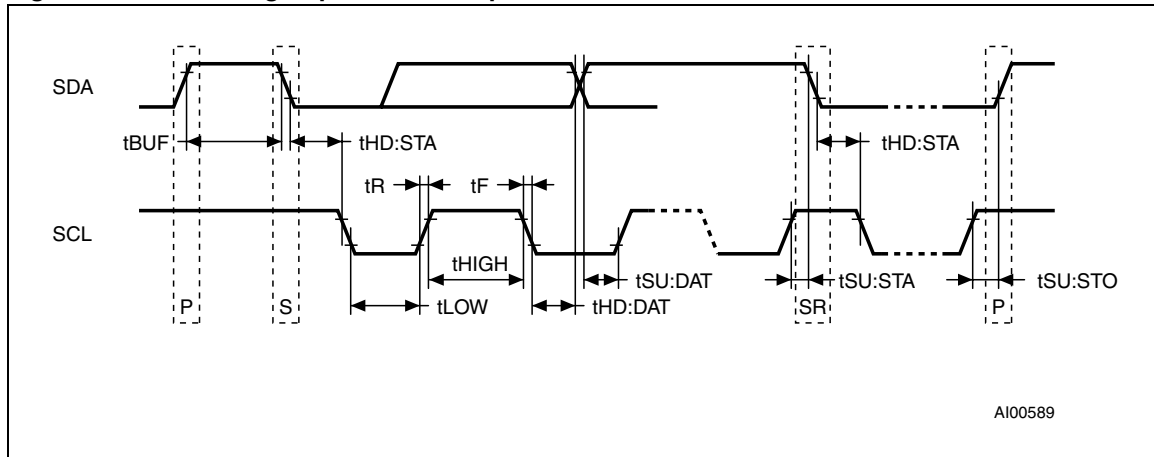 SDA
tBUF
tHD:STA
tHD:STA
tR
tF
SCL
tHIGH
tSU:DAT
tSU:STA
tSU:STO
P
S
tLOW
tHD:DAT
SR
P
AI00589